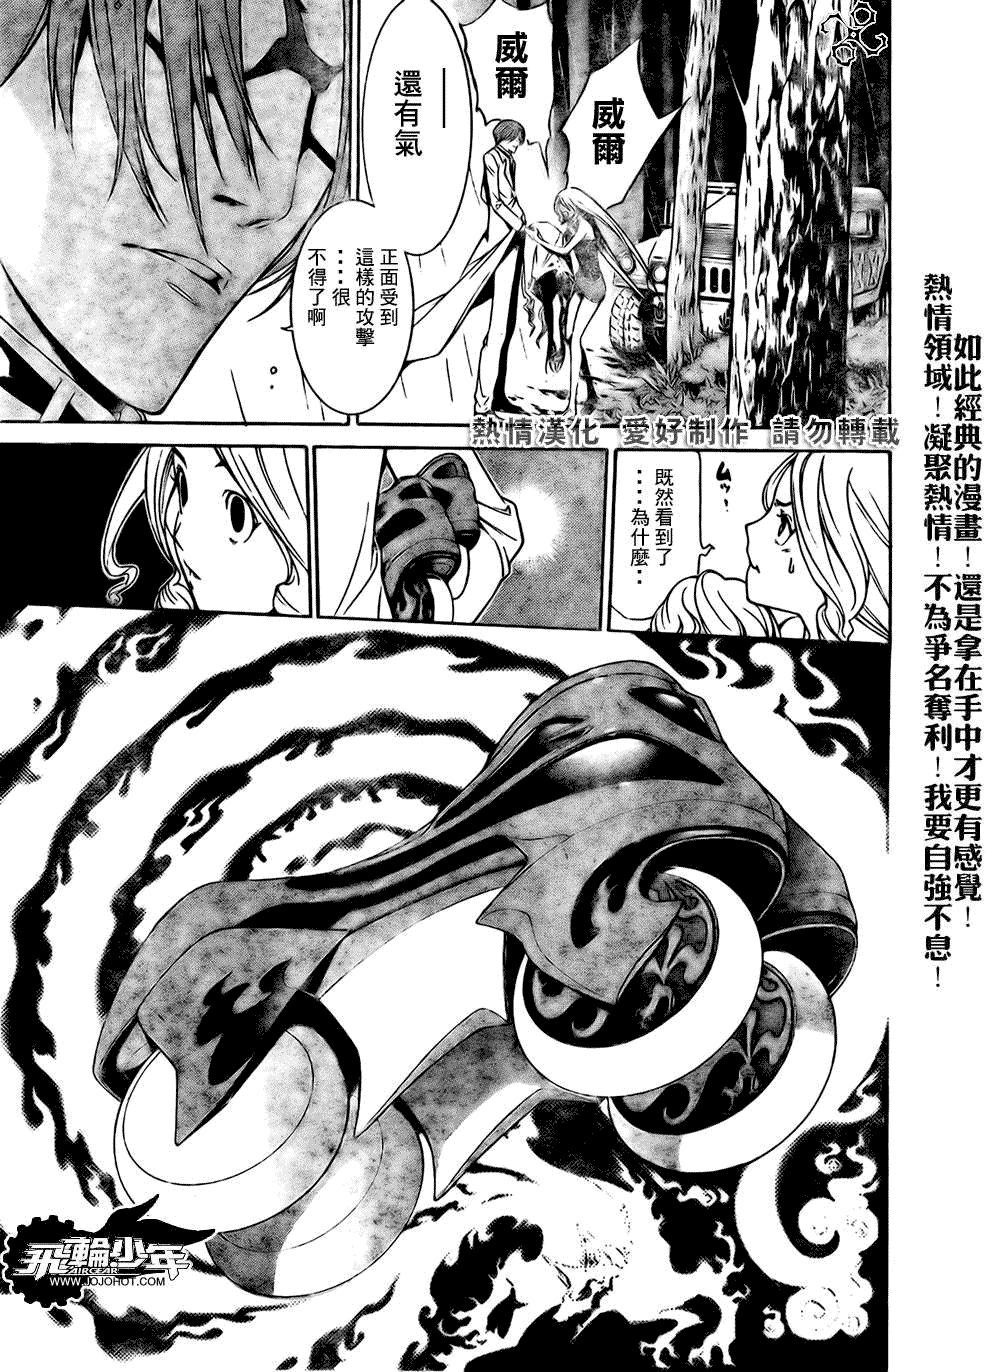 威爾
威爾
——還有氣
正面受到
這樣的攻擊
‥‥很
不得了啊
熱情漢化 愛好制作 請勿轉載
既然看到了
‥‥為什麼‥
如此經典的漫畫！還是拿在手中才更有感覺！
熱情領域！凝聚熱情！不為爭名奪利！我要自強不息！
飛輪少年
AIRGEAR
WWW.JOJOHOT.COM